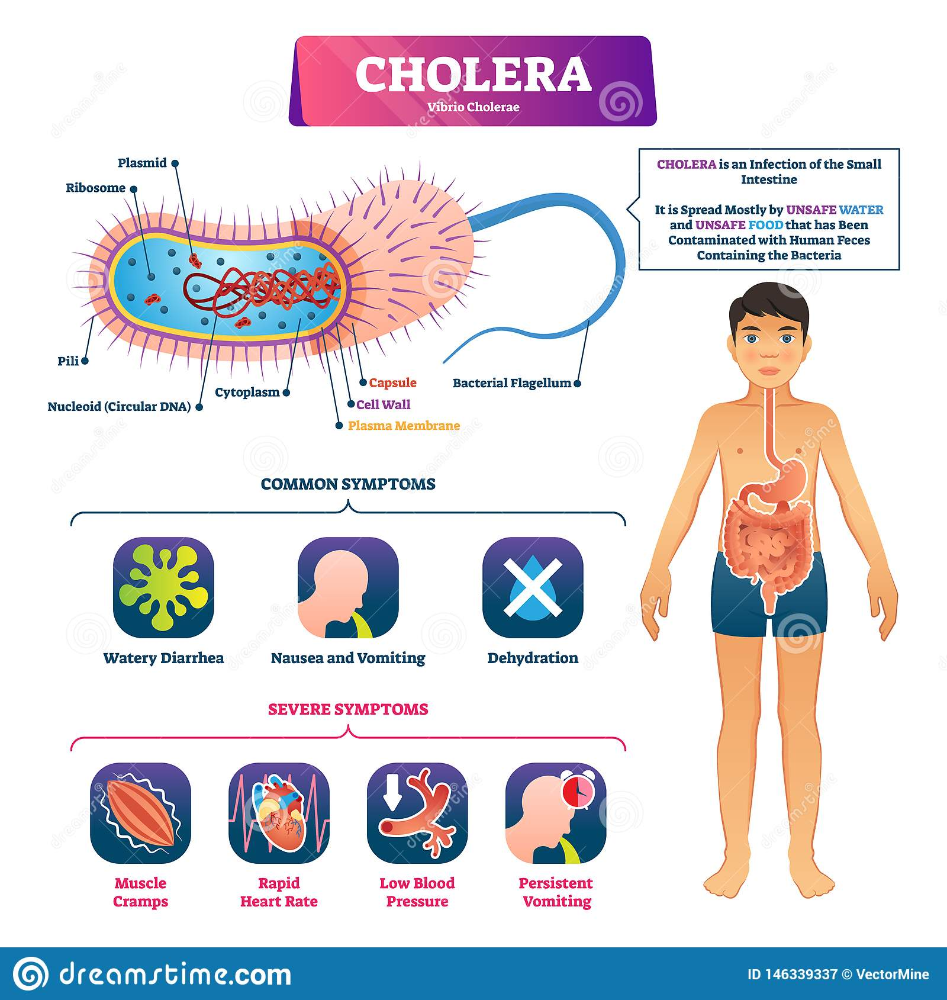 CHOLERA
Vibrio Cholerae
Plasmid
Ribosome
Pili
Nucleoid (Circular DNA)
Cytoplasm
Capsule
Cell Wall
Plasma Membrane
Bacterial Flagellum
CHOLERA is an Infection of the Small
Intestine
It is Spread Mostly by UNSAFE WATER
and UNSAFE FOOD that has Been
Contaminated with Human Feces
Containing the Bacteria
COMMON SYMPTOMS
Watery Diarrhea
Nausea and Vomiting
Dehydration
SEVERE SYMPTOMS
Muscle
Cramps
Rapid
Heart Rate
Low Blood
Pressure
Persistent
Vomiting
dreamstime.com
ID 146339337 © VectorMine